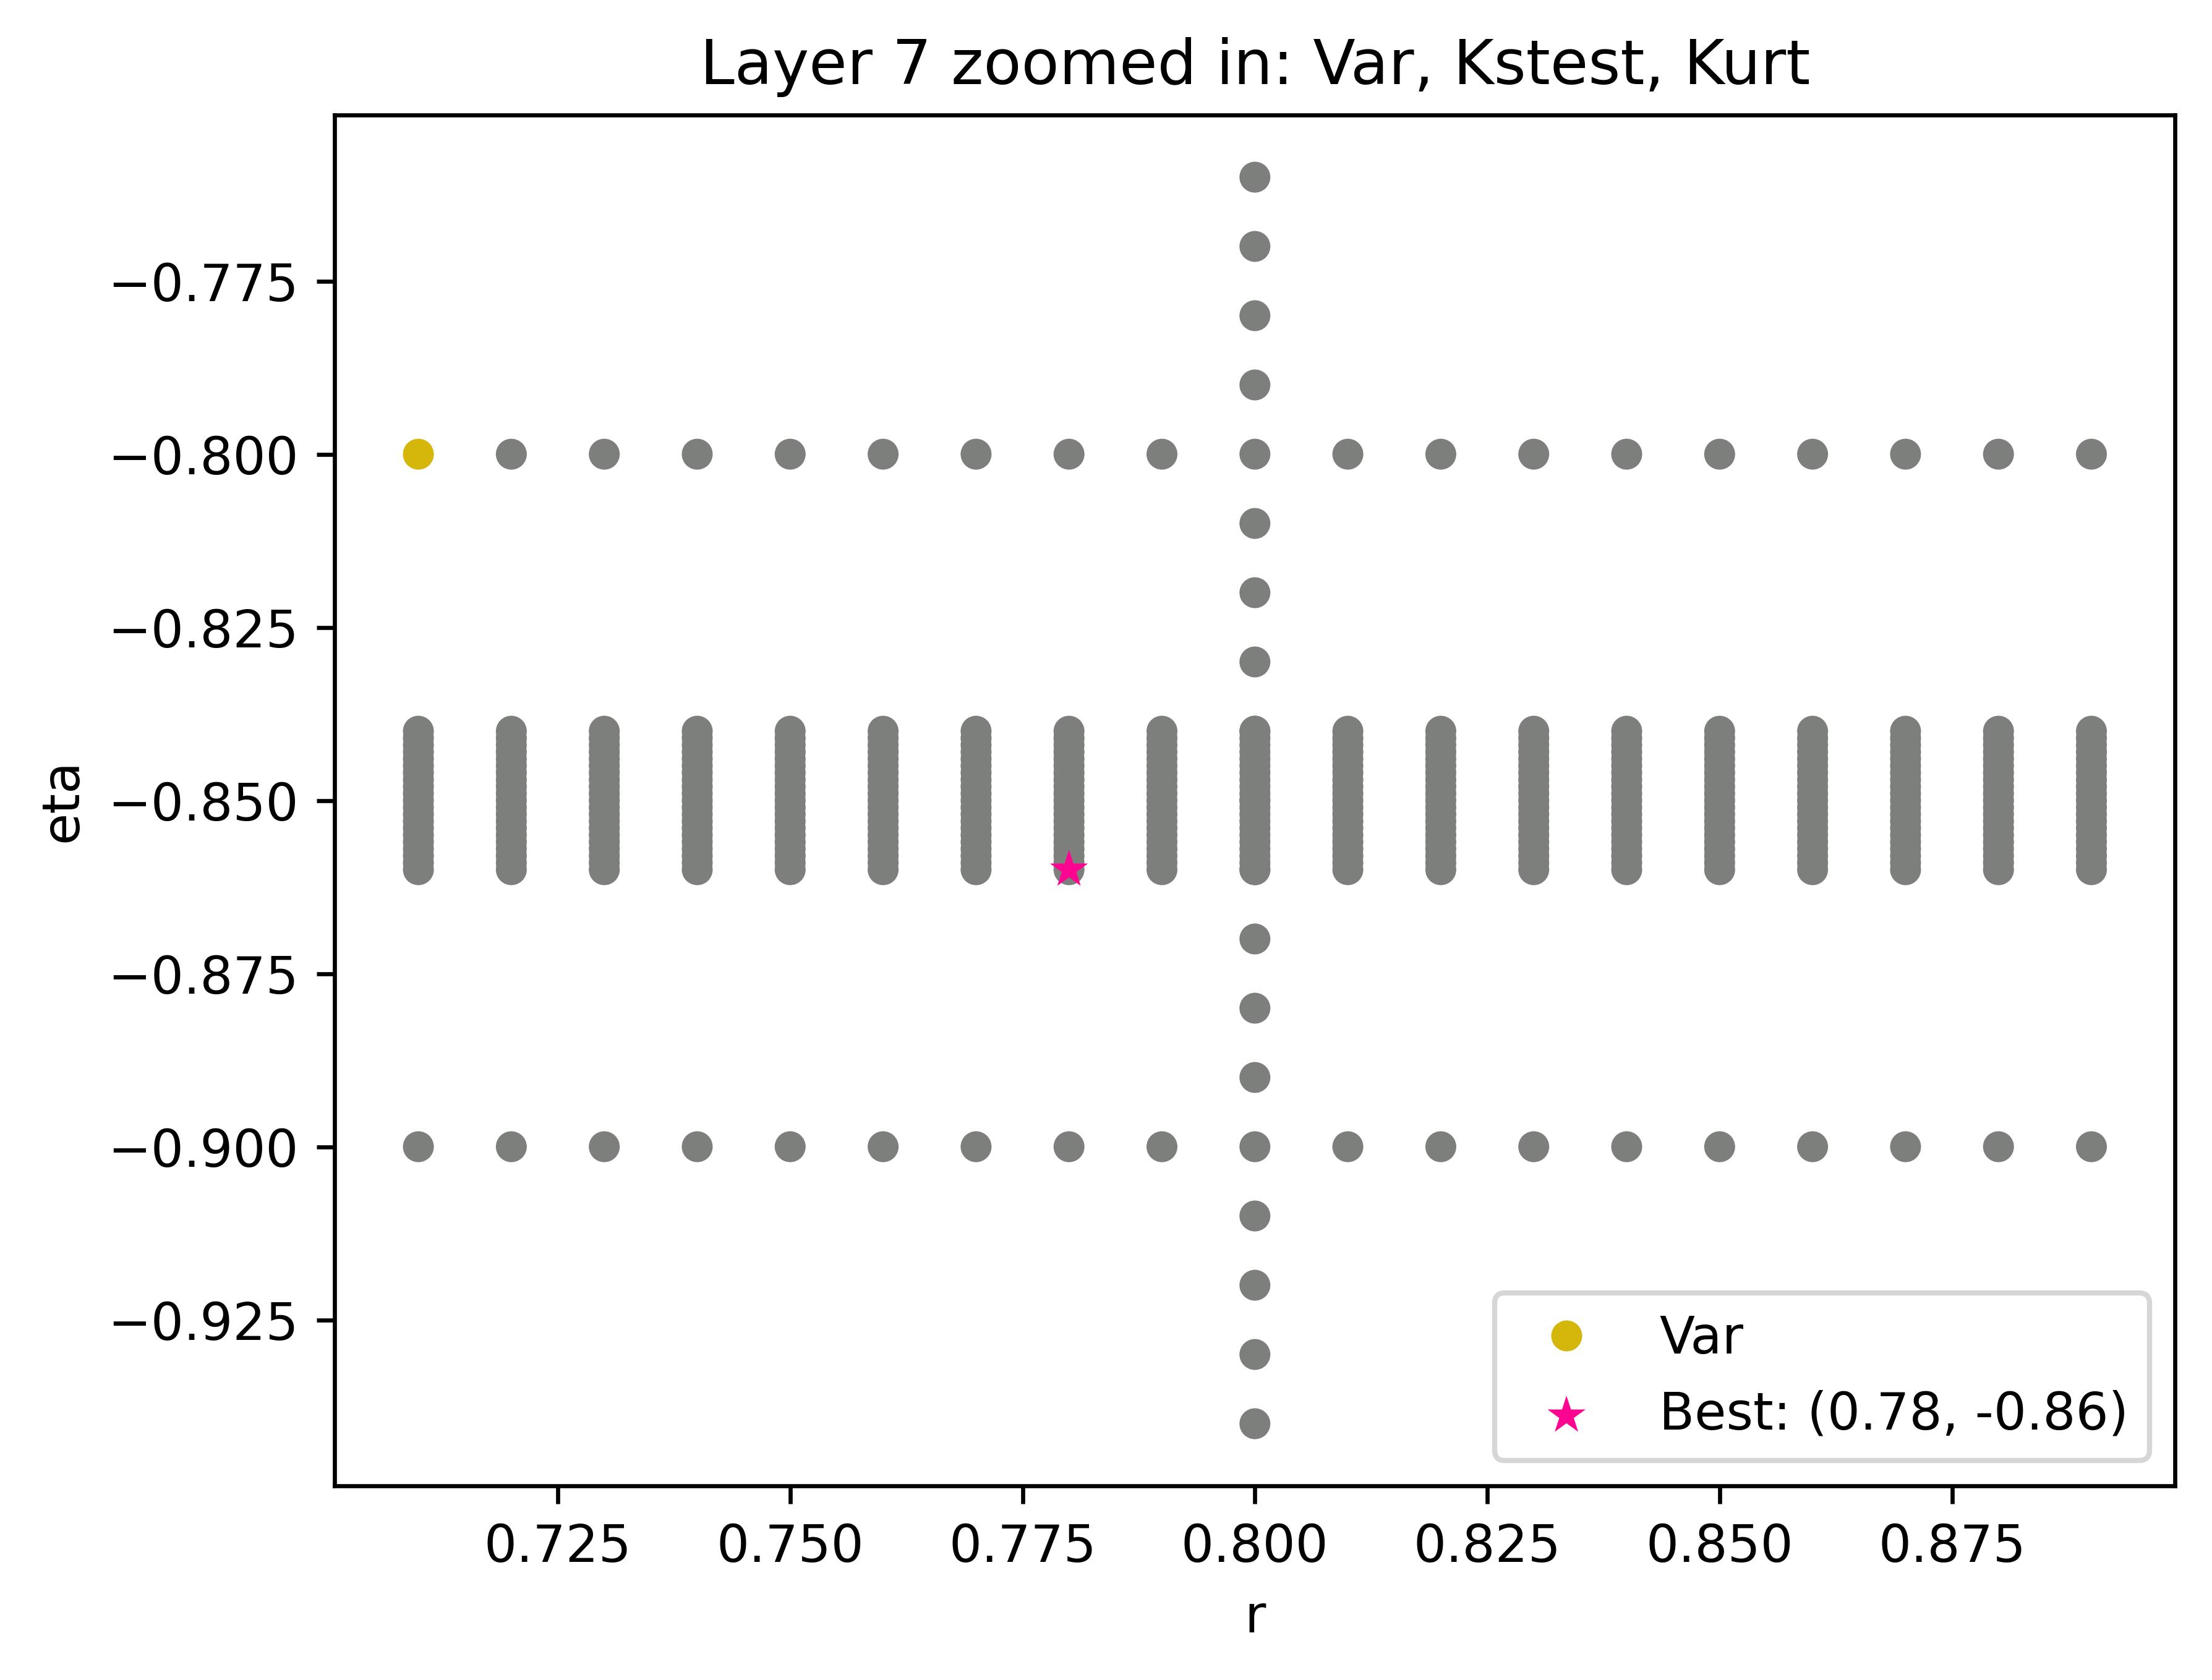 Layer 7 zoomed in: Var, Kstest, Kurt
−0.775
−0.800
−0.825
−0.850
−0.875
−0.900
−0.925
eta
Var
Best: (0.78, -0.86)
0.725 0.750 0.775 0.800 0.825 0.850 0.875
r